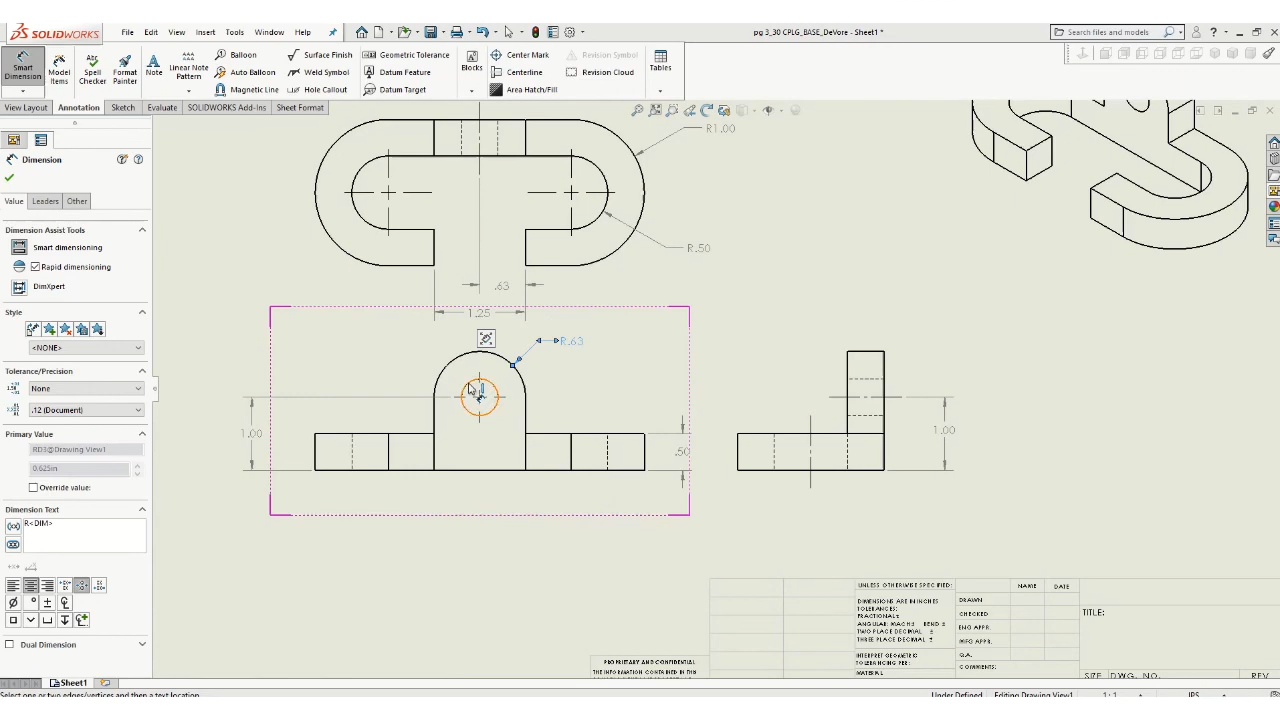 SOLIDWORKS File Edit View Insert Tools Window Help pg 3_30 CPLG_BASE_DeVore - Sheet1 * Search files and models
Smart Dimension
Model Items
Spell Checker
Format Painter
Note
Linear Note Pattern
Balloon
Auto Balloon
Magnetic Line
Surface Finish
Weld Symbol
Hole Callout
Geometric Tolerance
Datum Feature
Datum Target
Blocks
Center Mark
Centerline
Area Hatch/Fill
Revision Symbol
Revision Cloud
Tables
View Layout Annotation Sketch Evaluate SOLIDWORKS Add-Ins Sheet Format
Dimension
Value Leaders Other
Dimension Assist Tools
Smart dimensioning
Rapid dimensioning
DimXpert
Style
<NONE>
Tolerance/Precision
None
.12 (Document)
Primary Value
RD3@Drawing View1
0.625in
Override value:
Dimension Text
R<DIM>
Dual Dimension
R1.00
R.50
.63
1.25
R.63
1.00
.50
1.00
UNLESS OTHERWISE SPECIFIED:
DIMENSIONS ARE IN INCHES
TOLERANCES:
FRACTIONAL±
ANGULAR: MACH± BEND ±
TWO PLACE DECIMAL ±
THREE PLACE DECIMAL ±
INTERPRET GEOMETRIC
TOLERANCING PER:
MATERIAL
NAME DATE
DRAWN
CHECKED
ENG APPR.
MFG APPR.
Q.A.
COMMENTS:
TITLE:
SIZE DWG. NO. REV
PROPRIETARY AND CONFIDENTIAL
THE INFORMATION CONTAINED IN THIS
Sheet1
Select one or two edges/vertices and then a text location.
Under Defined Editing Drawing View1 1 : 1 IPS